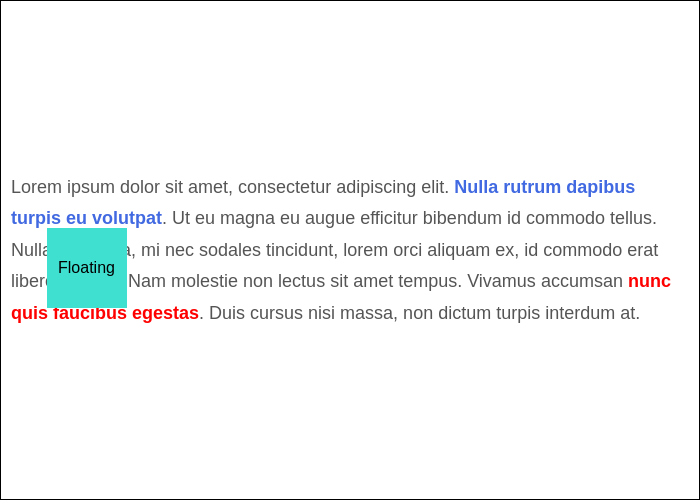 Lorem ipsum dolor sit amet, consectetur adipiscing elit. Nulla rutrum dapibus
turpis eu volutpat. Ut eu magna eu augue efficitur bibendum id commodo tellus.
Nulla mi nec sodales tincidunt, lorem orci aliquam ex, id commodo erat
Floating
Nam molestie non lectus sit amet tempus. Vivamus accumsan nunc
quis faucibus egestas. Duis cursus nisi massa, non dictum turpis interdum at.